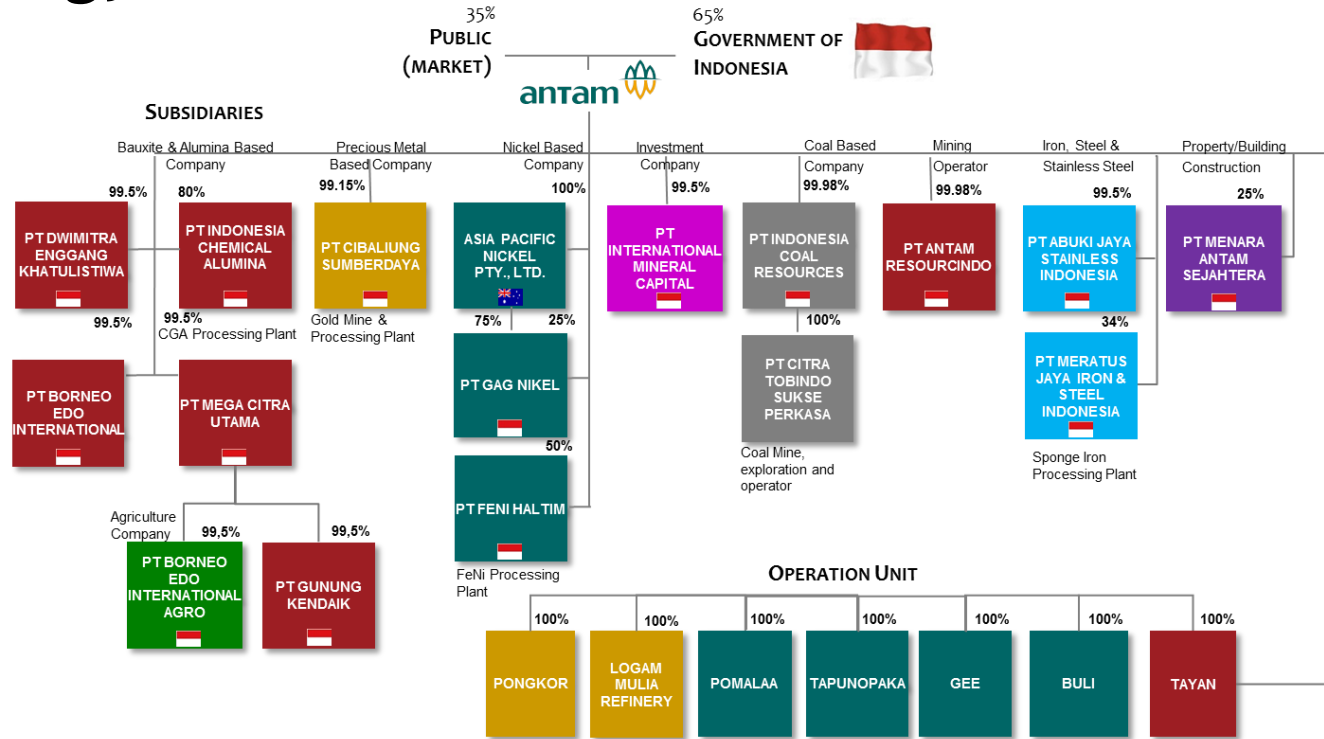 35%
PUBLIC
(MARKET)
65%
GOVERNMENT OF
INDONESIA
antam
SUBSIDIARIES
Bauxite & Alumina Based
Company
Precious Metal
Based Company
Nickel Based
Company
Investment
Company
Coal Based
Company
Mining
Operator
Iron, Steel &
Stainless Steel
Property/Building
Construction
99.5%
80%
99.15%
100%
99.5%
99.98%
99.98%
99.5%
25%
PT DWIMITRA
ENGGANG
KHATULISTIWA
PT INDONESIA
CHEMICAL
ALUMINA
PT CIBALIUNG
SUMBERDAYA
ASIA PACIFIC
NICKEL
PTY., LTD.
PT
INTERNATIONAL
MINERAL
CAPITAL
PT INDONESIA
COAL
RESOURCES
PT ANTAM
RESOURCINDO
PT ABUKI JAYA
STAINLESS
INDONESIA
PT MENARA
ANTAM
SEJAHTERA
99.5%
99.5%
CGA Processing Plant
Gold Mine &
Processing Plant
75%
25%
100%
34%
PT BORNEO
EDO
INTERNATIONAL
PT MEGA CITRA
UTAMA
PT GAG NIKEL
PT CITRA
TOBINDO
SUKSE
PERKASA
PT MERATUS
JAYA IRON &
STEEL
INDONESIA
50%
Coal Mine,
exploration and
operator
Sponge Iron
Processing Plant
PT FENI HALTIM
FeNi Processing
Plant
Agriculture
Company
99,5%
99,5%
PT BORNEO
EDO
INTERNATIONAL
AGRO
PT GUNUNG
KENDAIK
OPERATION UNIT
100%
100%
100%
100%
100%
100%
100%
PONGKOR
LOGAM
MULIA
REFINERY
POMALAA
TAPUNOPAKA
GEE
BULI
TAYAN